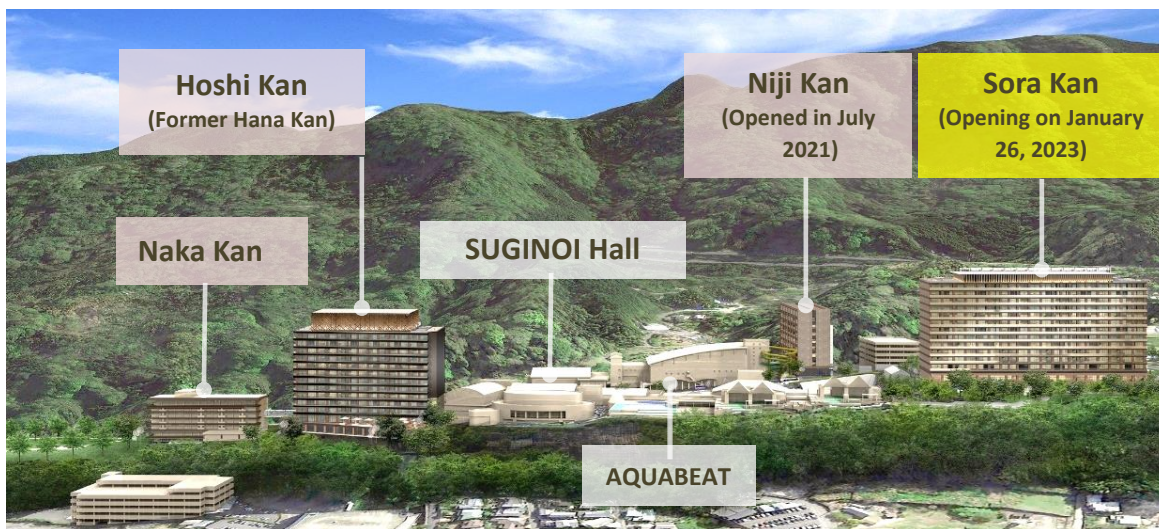 Hoshi Kan
(Former Hana Kan)
Niji Kan
(Opened in July
2021)
Sora Kan
(Opening on January
26, 2023)
Naka Kan
SUGINOI Hall
AQUABEAT